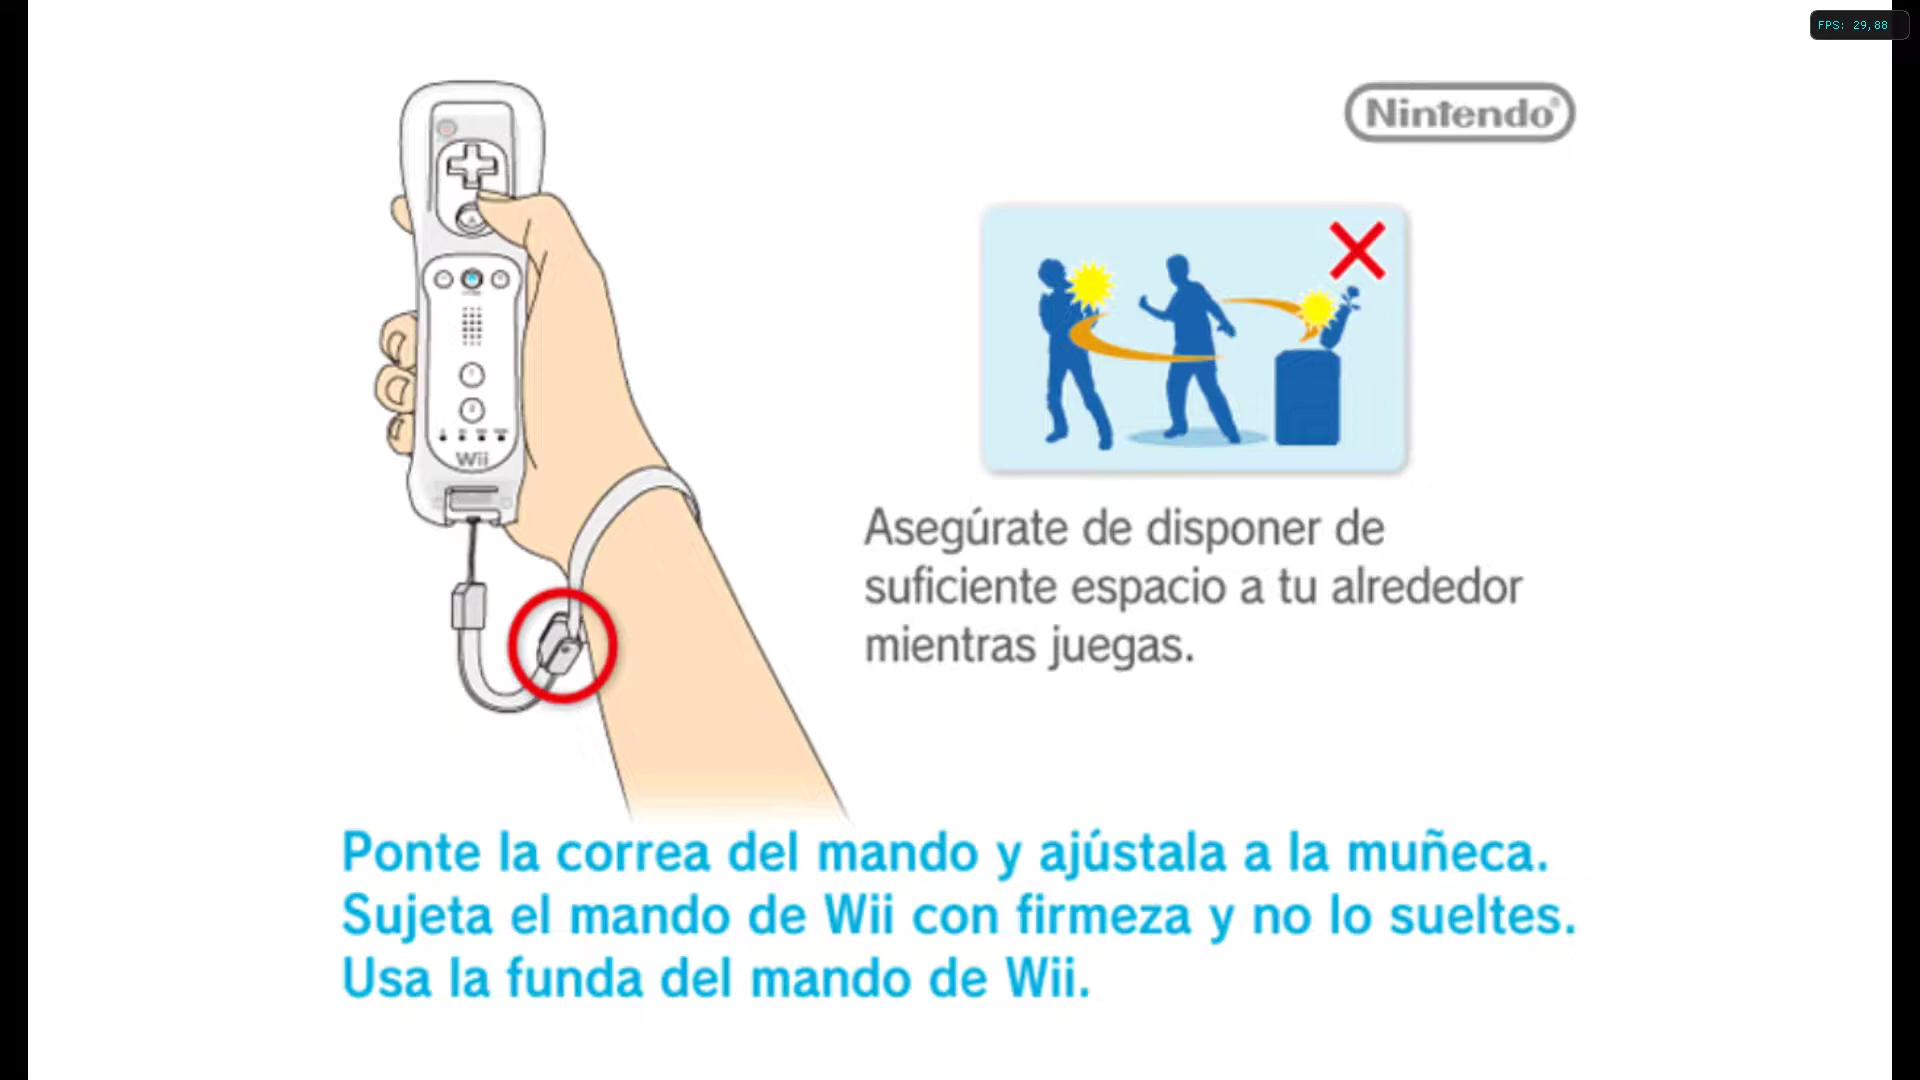 FPS: 29,88
Nintendo®
Asegúrate de disponer de
suficiente espacio a tu alrededor
mientras juegas.
Wii
Ponte la correa del mando y ajústala a la muñeca.
Sujeta el mando de Wii con firmeza y no lo sueltes.
Usa la funda del mando de Wii.